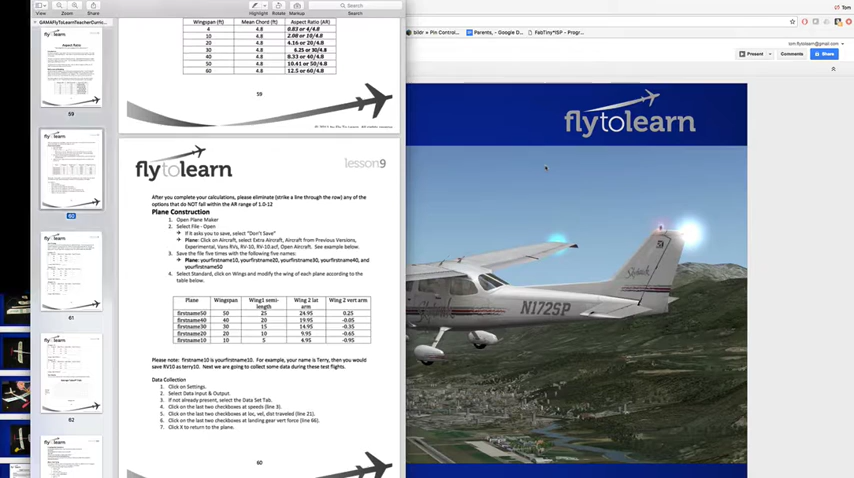 Tom
View
Zoom
Share
Highlight
Rotate
Markup
Search
Search
GAMAFlyToLearnTeacherCurric...
bildr » Pin Control...
Parents, - Google D...
FabTiny*ISP - Progr...
tom.flytolearn@gmail.com
Present
Comments
Share
Aspect Ratio
59
60
61
62
Wingspan (ft) Mean Chord (ft) Aspect Ratio (AR)
4 4.8 0.83 or 4/4.8
10 4.8 2.08 or 10/4.8
20 4.8 4.16 or 20/4.8
30 4.8 6.25 or 30/4.8
40 4.8 8.33 or 40/4.8
50 4.8 10.41 or 50/4.8
60 4.8 12.5 or 60/4.8
59
flytolearn
lesson9
After you complete your calculations, please eliminate (strike a line through the row) any of the
options that do NOT fall within the AR range of 1.0-12
Plane Construction
1. Open Plane Maker
2. Select File - Open
➔ If it asks you to save, select "Don't Save"
➔ Plane: Click on Aircraft, select Extra Aircraft, Aircraft from Previous Versions,
Experimental, Vans RVs, RV-10, RV-10.acf, Open Aircraft. See example below.
3. Save the file five times with the following five names:
➔ Plane: yourfirstname10, yourfirstname20, yourfirstname30, yourfirstname40, and
yourfirstname50
4. Select Standard, click on Wings and modify the wing of each plane according to the
table below.
Plane Wingspan Wing1 semi-length Wing 2 lat arm Wing 2 vert arm
firstname50 50 25 24.95 0.25
firstname40 40 20 19.95 -0.05
firstname30 30 15 14.95 -0.35
firstname20 20 10 9.95 -0.65
firstname10 10 5 4.95 -0.95
Please note: firstname10 is yourfirstname10. For example, your name is Terry, then you would
save RV10 as terry10. Next we are going to collect some data during these test flights.
Data Collection
1. Click on Settings.
2. Select Data Input & Output.
3. If not already present, select the Data Set Tab.
4. Click on the last two checkboxes at speeds (line 3).
5. Click on the last two checkboxes at loc, vel, dist traveled (line 21).
6. Click on the last two checkboxes at landing gear vert force (line 66).
7. Click X to return to the plane.
60
flytolearn
Skyhawk
N172SP